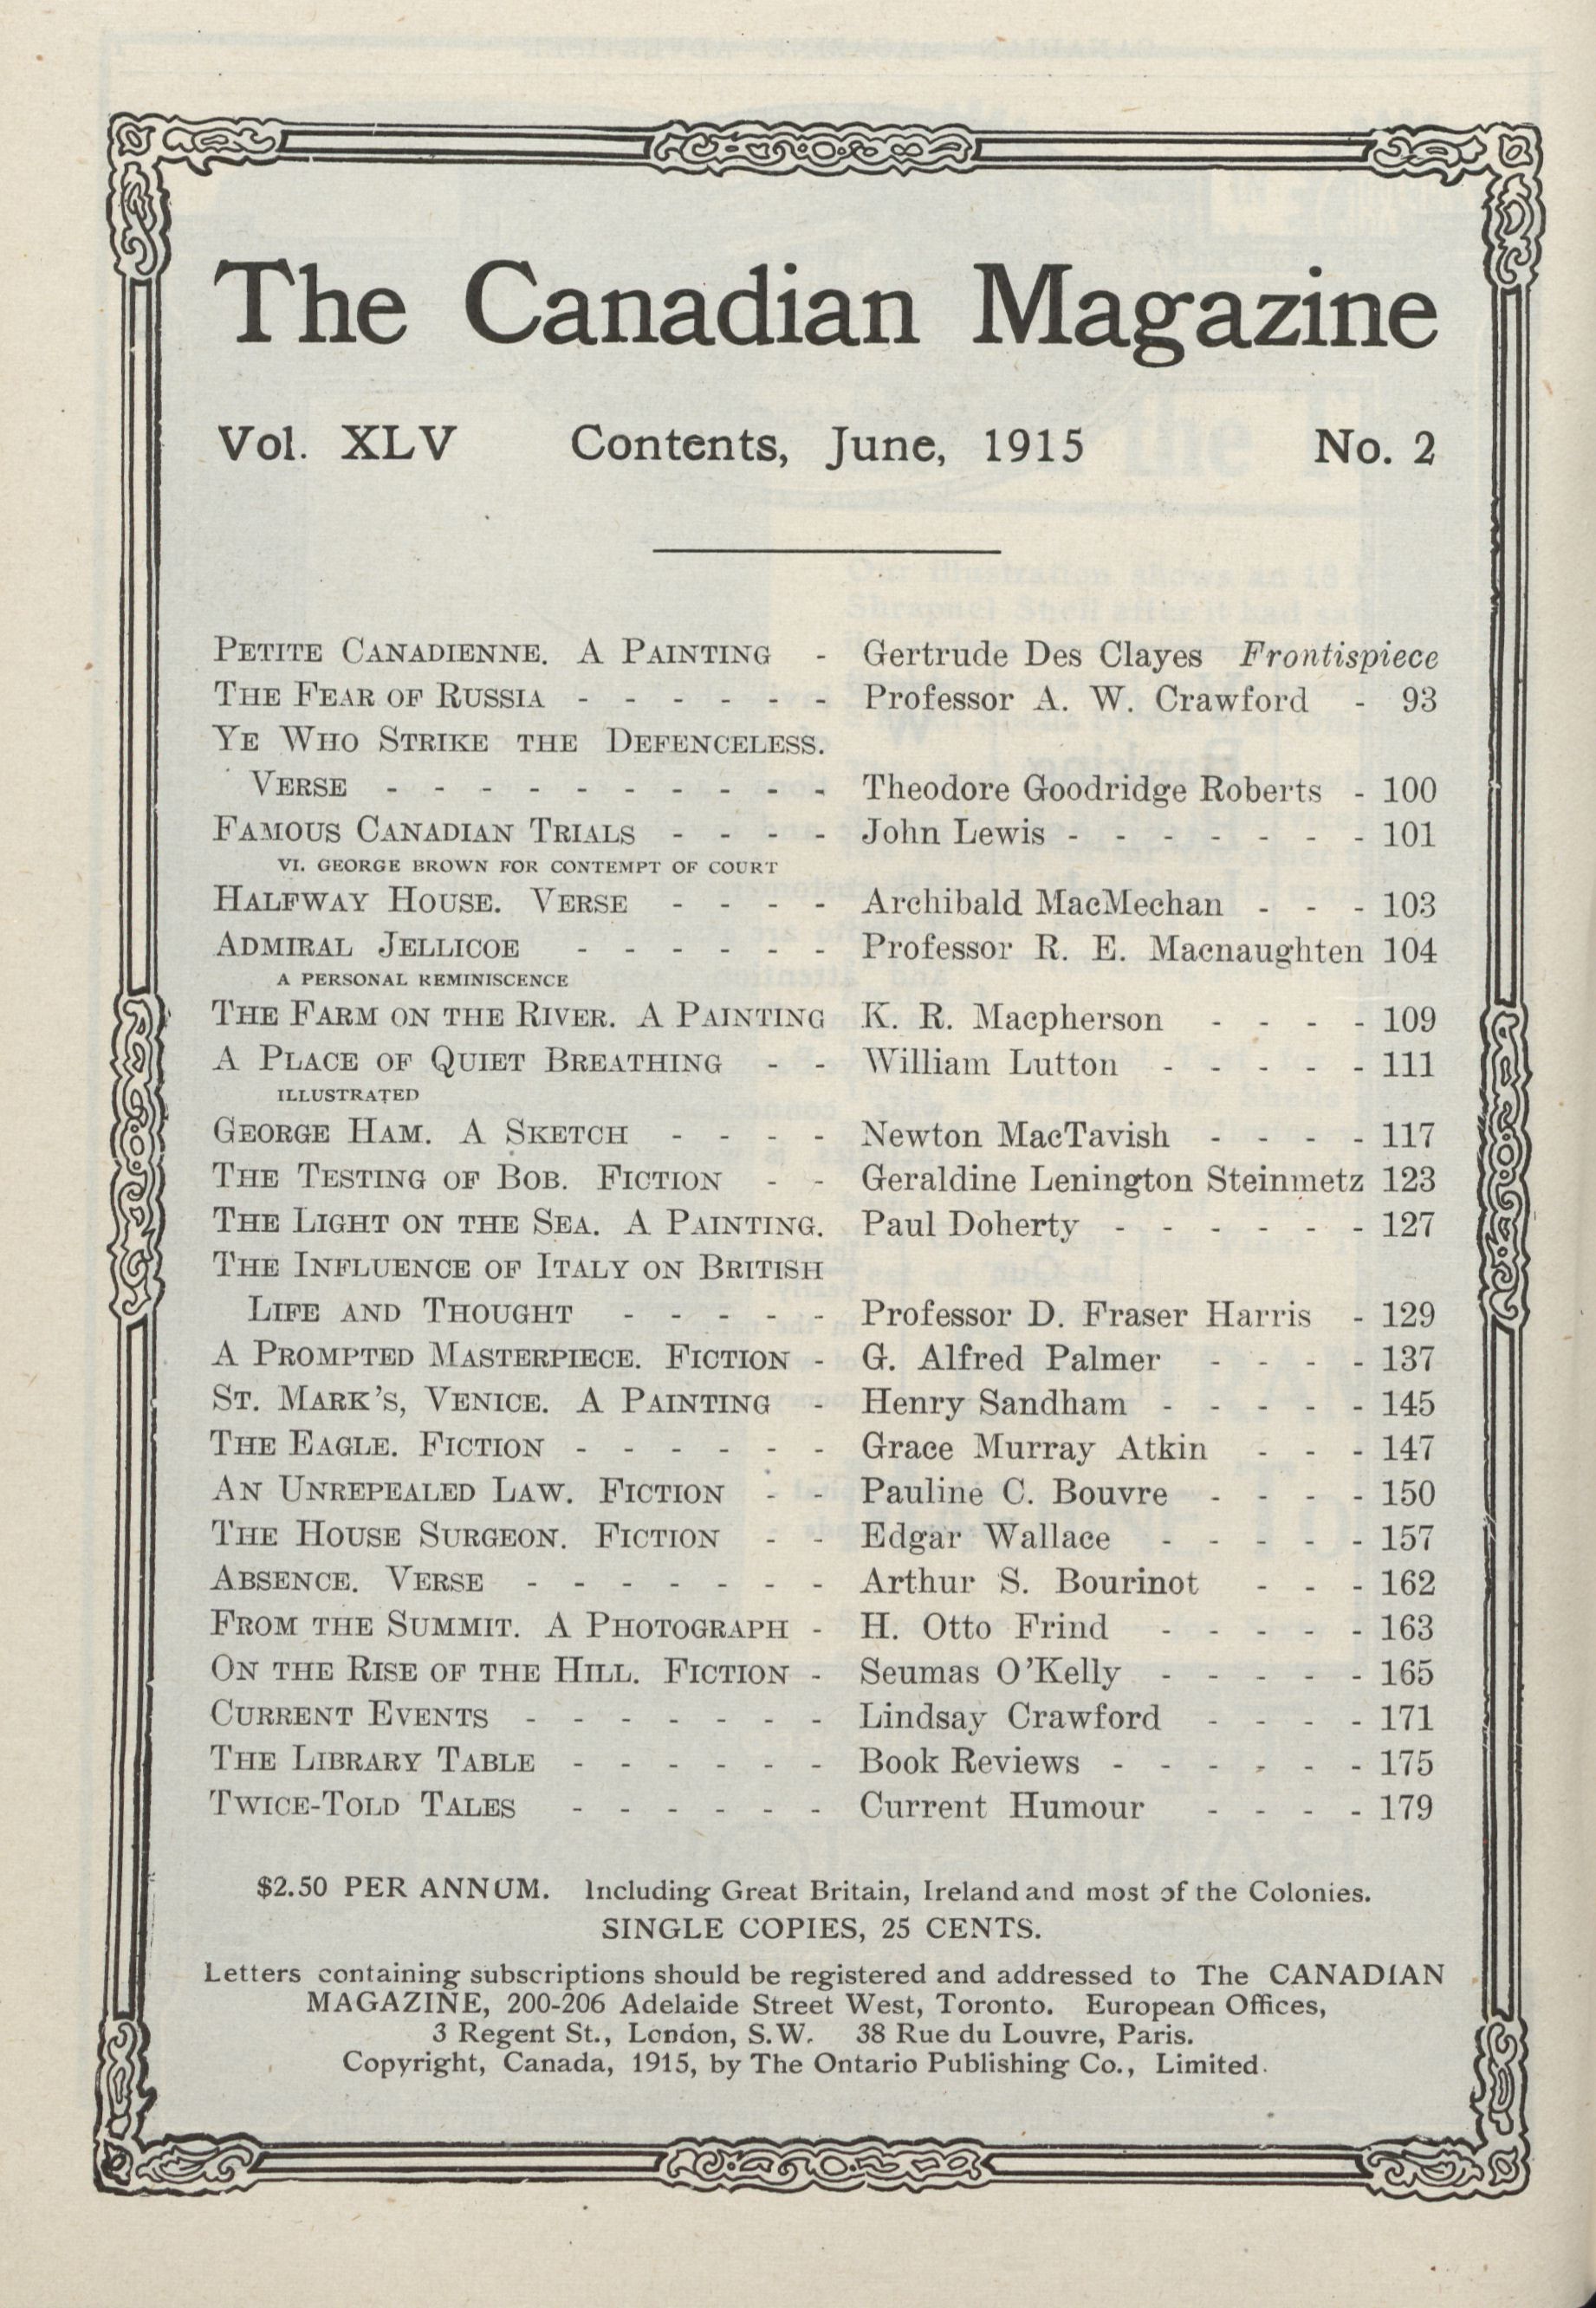 The Canadian Magazine
Vol. XLV Contents, June, 1915 No. 2
PETITE CANADIENNE. A PAINTING - Gertrude Des Clayes Frontispiece
THE FEAR OF RUSSIA - - - - - - Professor A. W. Crawford - 93
YE WHO STRIKE THE DEFENCELESS.
VERSE - - - - - - - - - - Theodore Goodridge Roberts - 100
FAMOUS CANADIAN TRIALS - - - - John Lewis - - - - - - - 101
VI. GEORGE BROWN FOR CONTEMPT OF COURT
HALFWAY HOUSE. VERSE - - - - Archibald MacMechan - - - 103
ADMIRAL JELLICOE - - - - - - Professor R. E. Macnaughten 104
A PERSONAL REMINISCENCE
THE FARM ON THE RIVER. A PAINTING K. R. Macpherson - - - - 109
A PLACE OF QUIET BREATHING - - William Lutton - - - - - 111
ILLUSTRATED
GEORGE HAM. A SKETCH - - - - Newton MacTavish - - - - 117
THE TESTING OF BOB. FICTION - - Geraldine Lenington Steinmetz 123
THE LIGHT ON THE SEA. A PAINTING. Paul Doherty - - - - - - 127
THE INFLUENCE OF ITALY ON BRITISH
LIFE AND THOUGHT - - - - - Professor D. Fraser Harris - 129
A PROMPTED MASTERPIECE. FICTION - G. Alfred Palmer - - - - 137
ST. MARK'S, VENICE. A PAINTING - Henry Sandham - - - - - 145
THE EAGLE. FICTION - - - - - - Grace Murray Atkin - - - 147
AN UNREPEALED LAW. FICTION - - Pauline C. Bouvre - - - - 150
THE HOUSE SURGEON. FICTION - - Edgar Wallace - - - - - 157
ABSENCE. VERSE - - - - - - - Arthur S. Bourinot - - - 162
FROM THE SUMMIT. A PHOTOGRAPH - H. Otto Frind - - - - - 163
ON THE RISE OF THE HILL. FICTION - Seumas O'Kelly - - - - - 165
CURRENT EVENTS - - - - - - - Lindsay Crawford - - - - 171
THE LIBRARY TABLE - - - - - - Book Reviews - - - - - - 175
TWICE-TOLD TALES - - - - - - Current Humour - - - - 179
$2.50 PER ANNUM. Including Great Britain, Ireland and most of the Colonies.
SINGLE COPIES, 25 CENTS.
Letters containing subscriptions should be registered and addressed to The CANADIAN
MAGAZINE, 200-206 Adelaide Street West, Toronto. European Offices,
3 Regent St., London, S.W. 38 Rue du Louvre, Paris.
Copyright, Canada, 1915, by The Ontario Publishing Co., Limited.